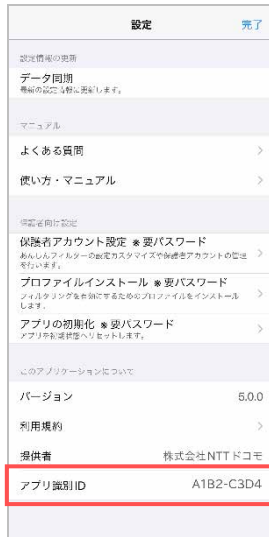 設定
完了
設定情報の更新
データ同期
最新の設定情報に更新します。
マニュアル
よくある質問
使い方・マニュアル
保護者向け設定
保護者アカウント設定 ※要パスワード
あんしんフィルターの設定カスタマイズや保護者アカウントの管理
を行います。
プロファイルインストール ※要パスワード
フィルタリングを有効にするためのプロファイルをインストール
します。
アプリの初期化 ※要パスワード
アプリを初期状態へリセットします。
このアプリケーションについて
バージョン 5.0.0
利用規約
提供者 株式会社NTTドコモ
アプリ識別ID A1B2-C3D4